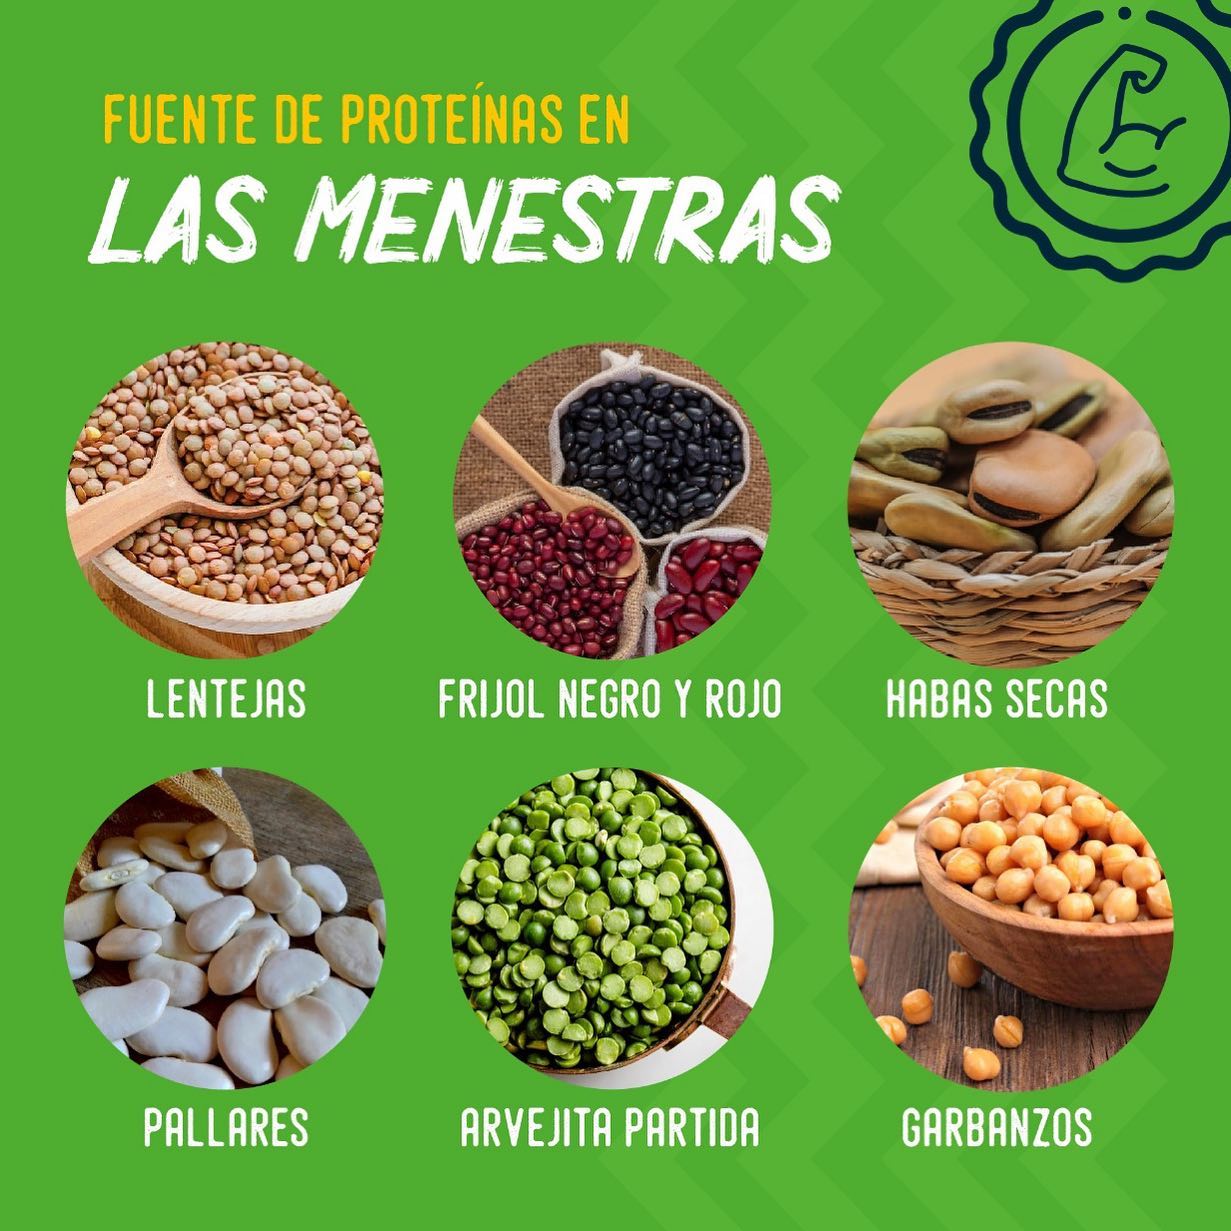 FUENTE DE PROTEÍNAS EN
LAS MENESTRAS
LENTEJAS
FRIJOL NEGRO Y ROJO
HABAS SECAS
PALLARES
ARVEJITA PARTIDA
GARBANZOS